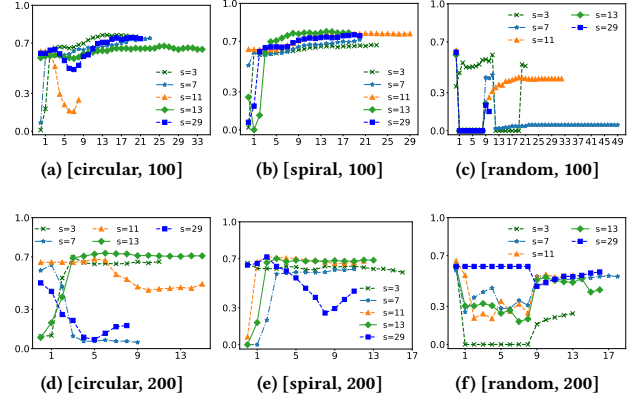 1.0
0.7
0.3
0.0
s=3
s=7
s=11
s=13
s=29
1 5 9 13 17 21 25 29 33
(a) [circular, 100]
1.0
0.7
0.3
0.0
s=3
s=7
s=11
s=13
s=29
1 5 9 13 17 21 25 29
(b) [spiral, 100]
1.0
0.7
0.3
0.0
s=3 s=13
s=7 s=29
s=11
1 5 9 13 17 21 25 29 33 37 41 45 49
(c) [random, 100]
1.0
0.7
0.3
0.0
s=3 s=11 s=29
s=7 s=13
0 5 10
(d) [circular, 200]
1.0
0.7
0.3
0.0
s=3
s=7
s=11
s=13
s=29
1 5 9 13 17
(e) [spiral, 200]
1.0
0.7
0.3
0.0
s=3 s=13
s=7 s=29
s=11
1 5 9 13 17
(f) [random, 200]